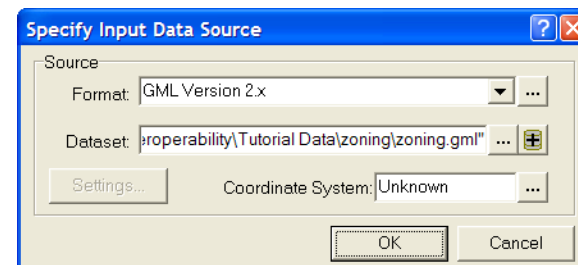 Specify Input Data Source
Source
Format: GML Version 2.x ...
Dataset: eroperability\Tutorial Data\zoning\zoning.gml" ...
Settings... Coordinate System: Unknown ...
OK Cancel